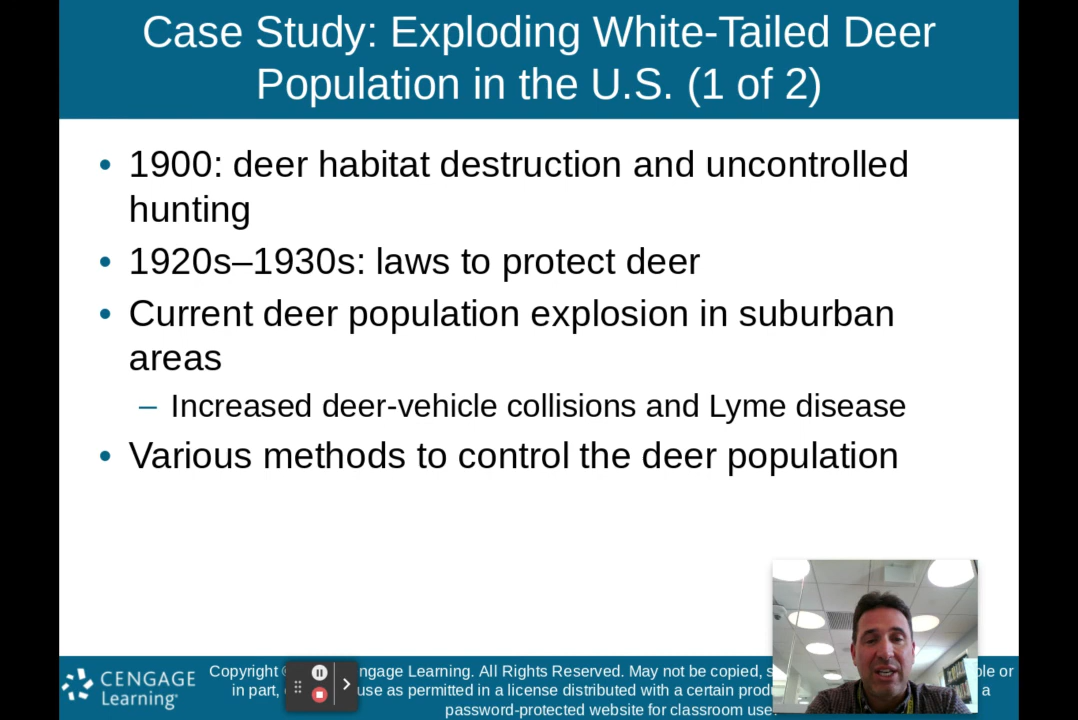 Case Study: Exploding White-Tailed Deer
Population in the U.S. (1 of 2)
• 1900: deer habitat destruction and uncontrolled
hunting
• 1920s–1930s: laws to protect deer
• Current deer population explosion in suburban
areas
– Increased deer-vehicle collisions and Lyme disease
• Various methods to control the deer population
CENGAGE
Learning
Copyright ngage Learning. All Rights Reserved. May not be copied, s ole or
in part, use as permitted in a license distributed with a certain produ a
password-protected website for classroom use.